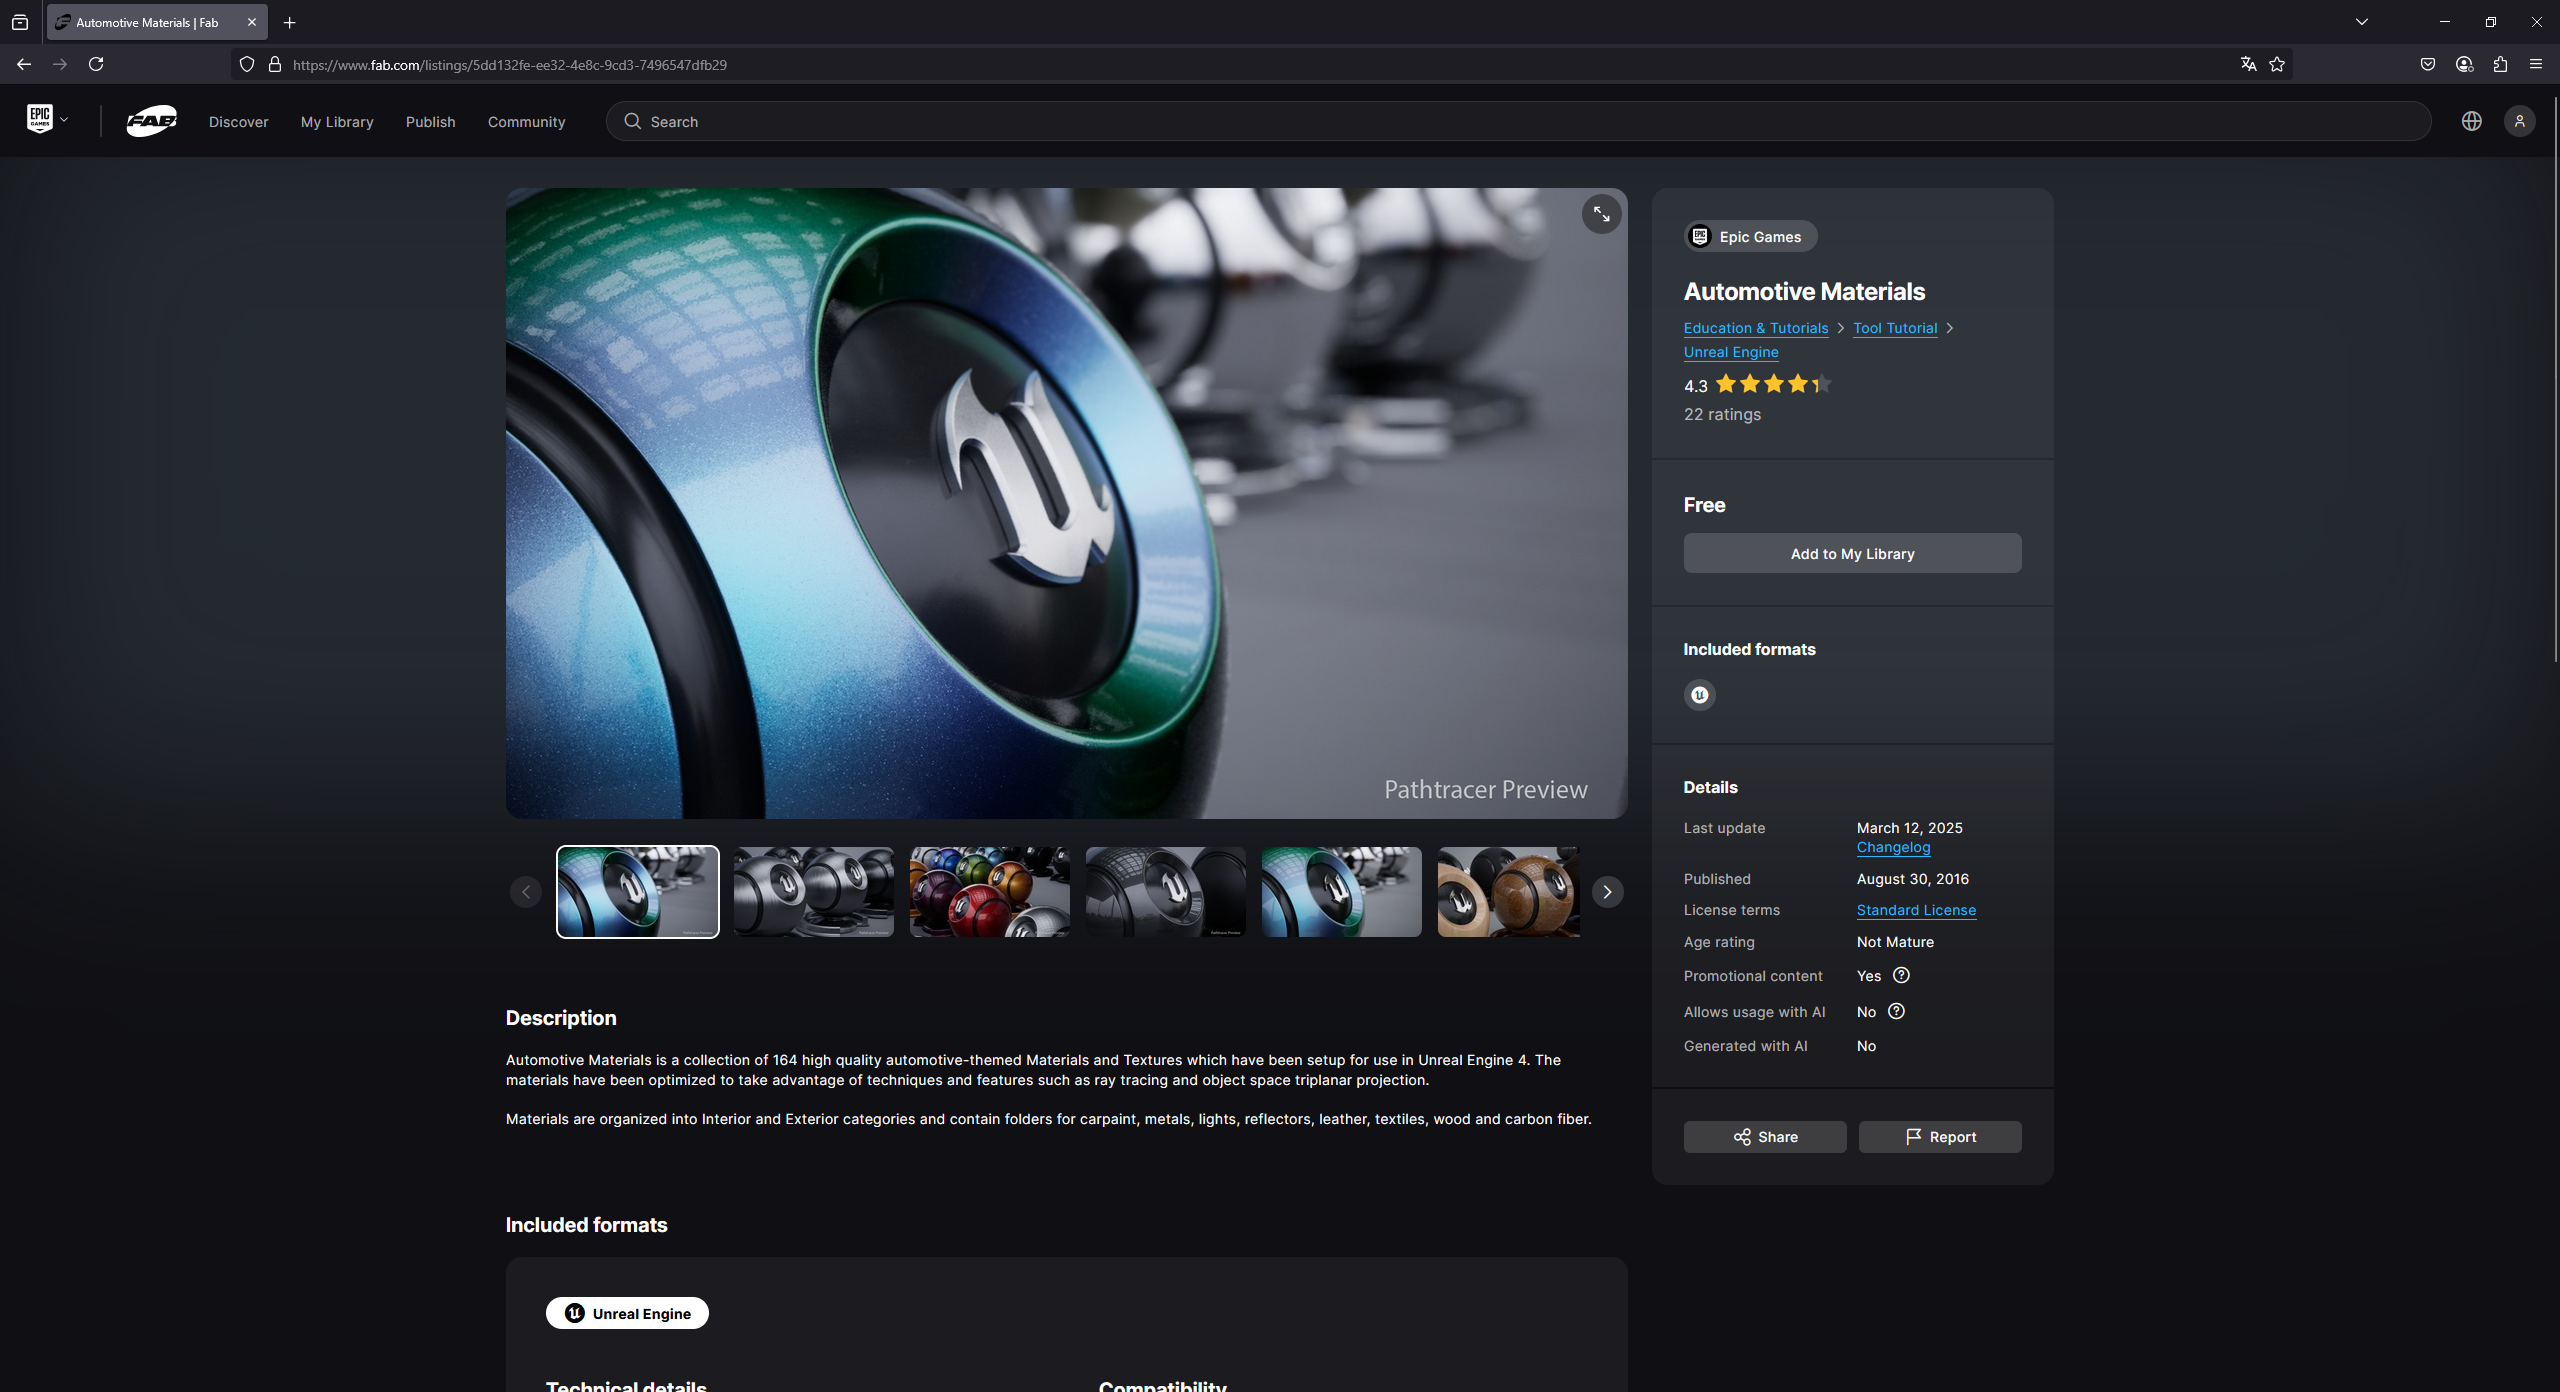 Automotive Materials | Fab
https://www.fab.com/listings/5dd132fe-ee32-4e8c-9cd3-7496547dfb29
EPIC GAMES
FAB
Discover
My Library
Publish
Community
Search
Pathtracer Preview
Epic Games
Automotive Materials
Education & Tutorials > Tool Tutorial >
Unreal Engine
4.3
22 ratings
Free
Add to My Library
Included formats
Details
Last update March 12, 2025
Changelog
Published August 30, 2016
License terms Standard License
Age rating Not Mature
Promotional content Yes
Allows usage with AI No
Generated with AI No
Share
Report
Description
Automotive Materials is a collection of 164 high quality automotive-themed Materials and Textures which have been setup for use in Unreal Engine 4. The
materials have been optimized to take advantage of techniques and features such as ray tracing and object space triplanar projection.
Materials are organized into Interior and Exterior categories and contain folders for carpaint, metals, lights, reflectors, leather, textiles, wood and carbon fiber.
Included formats
Unreal Engine
Technical details
Compatibility